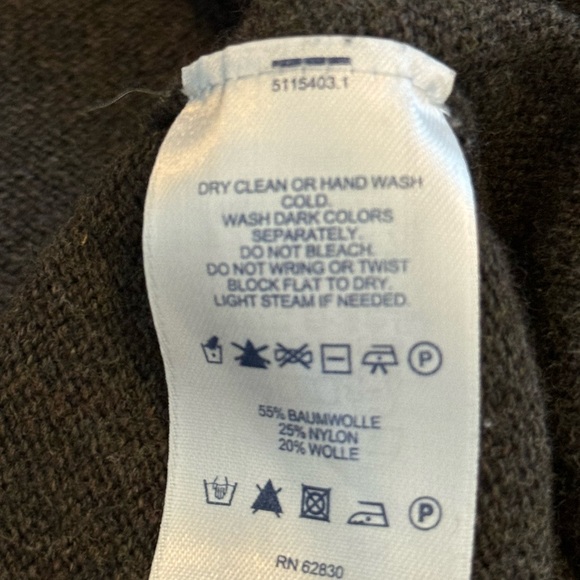 5115403.1
DRY CLEAN OR HAND WASH
COLD.
WASH DARK COLORS
SEPARATELY.
DO NOT BLEACH.
DO NOT WRING OR TWIST
BLOCK FLAT TO DRY.
LIGHT STEAM IF NEEDED.
P
55% BAUMWOLLE
25% NYLON
20% WOLLE
P
RN 62830